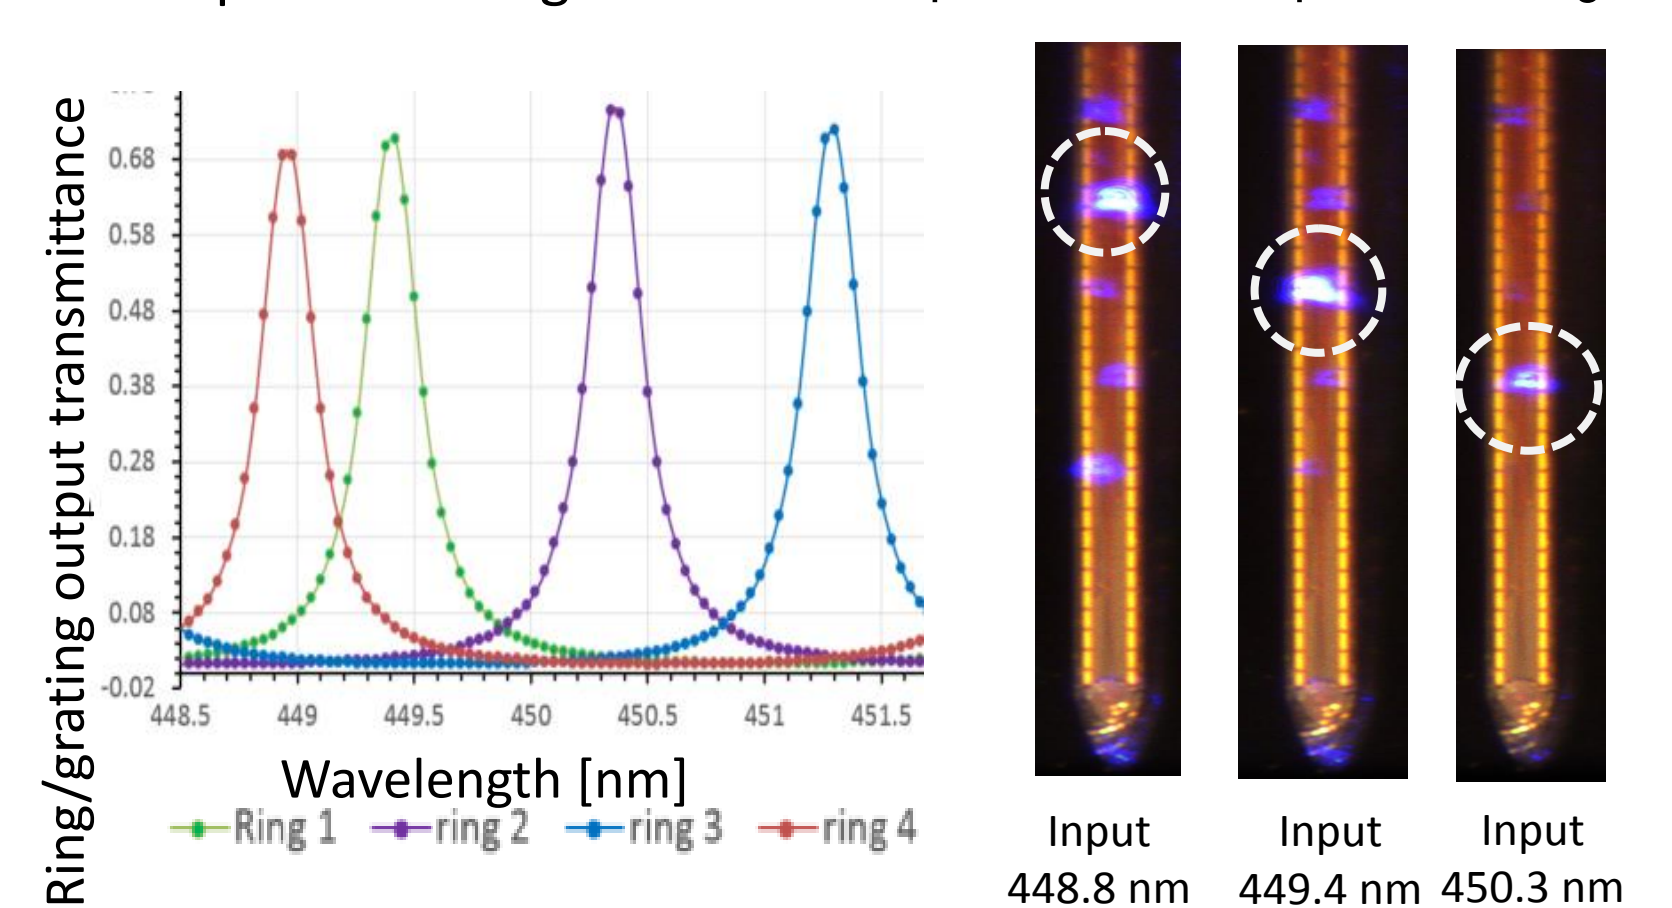 Ring/grating output transmittance
0.68
0.58
0.48
0.38
0.28
0.18
0.08
-0.02
448.5 449 449.5 450 450.5 451 451.5
Wavelength [nm]
Ring 1 ring 2 ring 3 ring 4
Input
448.8 nm
Input
449.4 nm
Input
450.3 nm